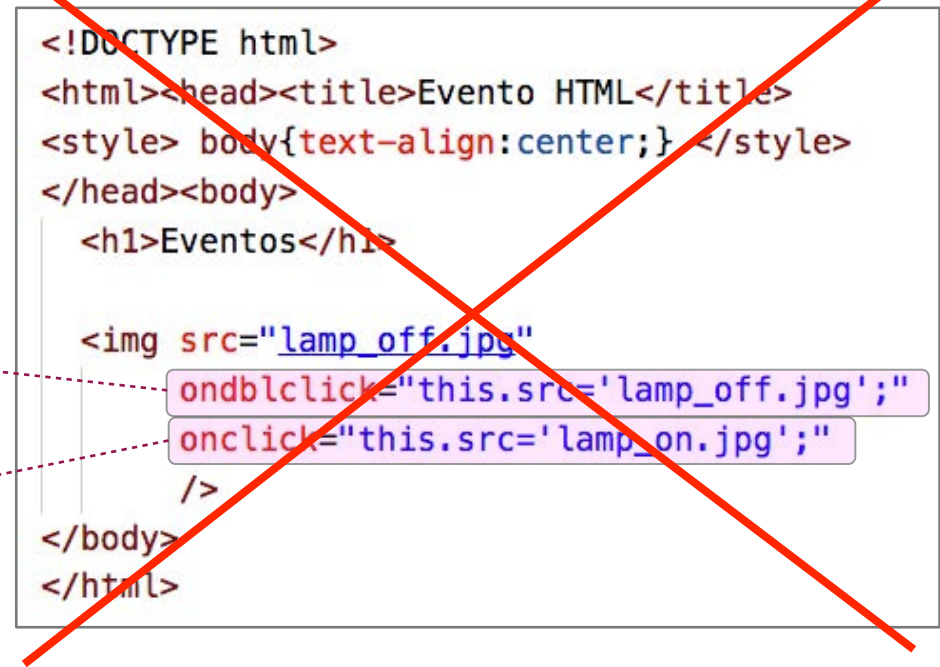 <!DOCTYPE html>
<html><head><title>Evento HTML</title>
<style> body{text-align:center;} </style>
</head><body>
<h1>Eventos</h1>
<img src="lamp_off.jpg"
ondblclick="this.src='lamp_off.jpg';"
onclick="this.src='lamp_on.jpg';"
/>
</body>
</html>